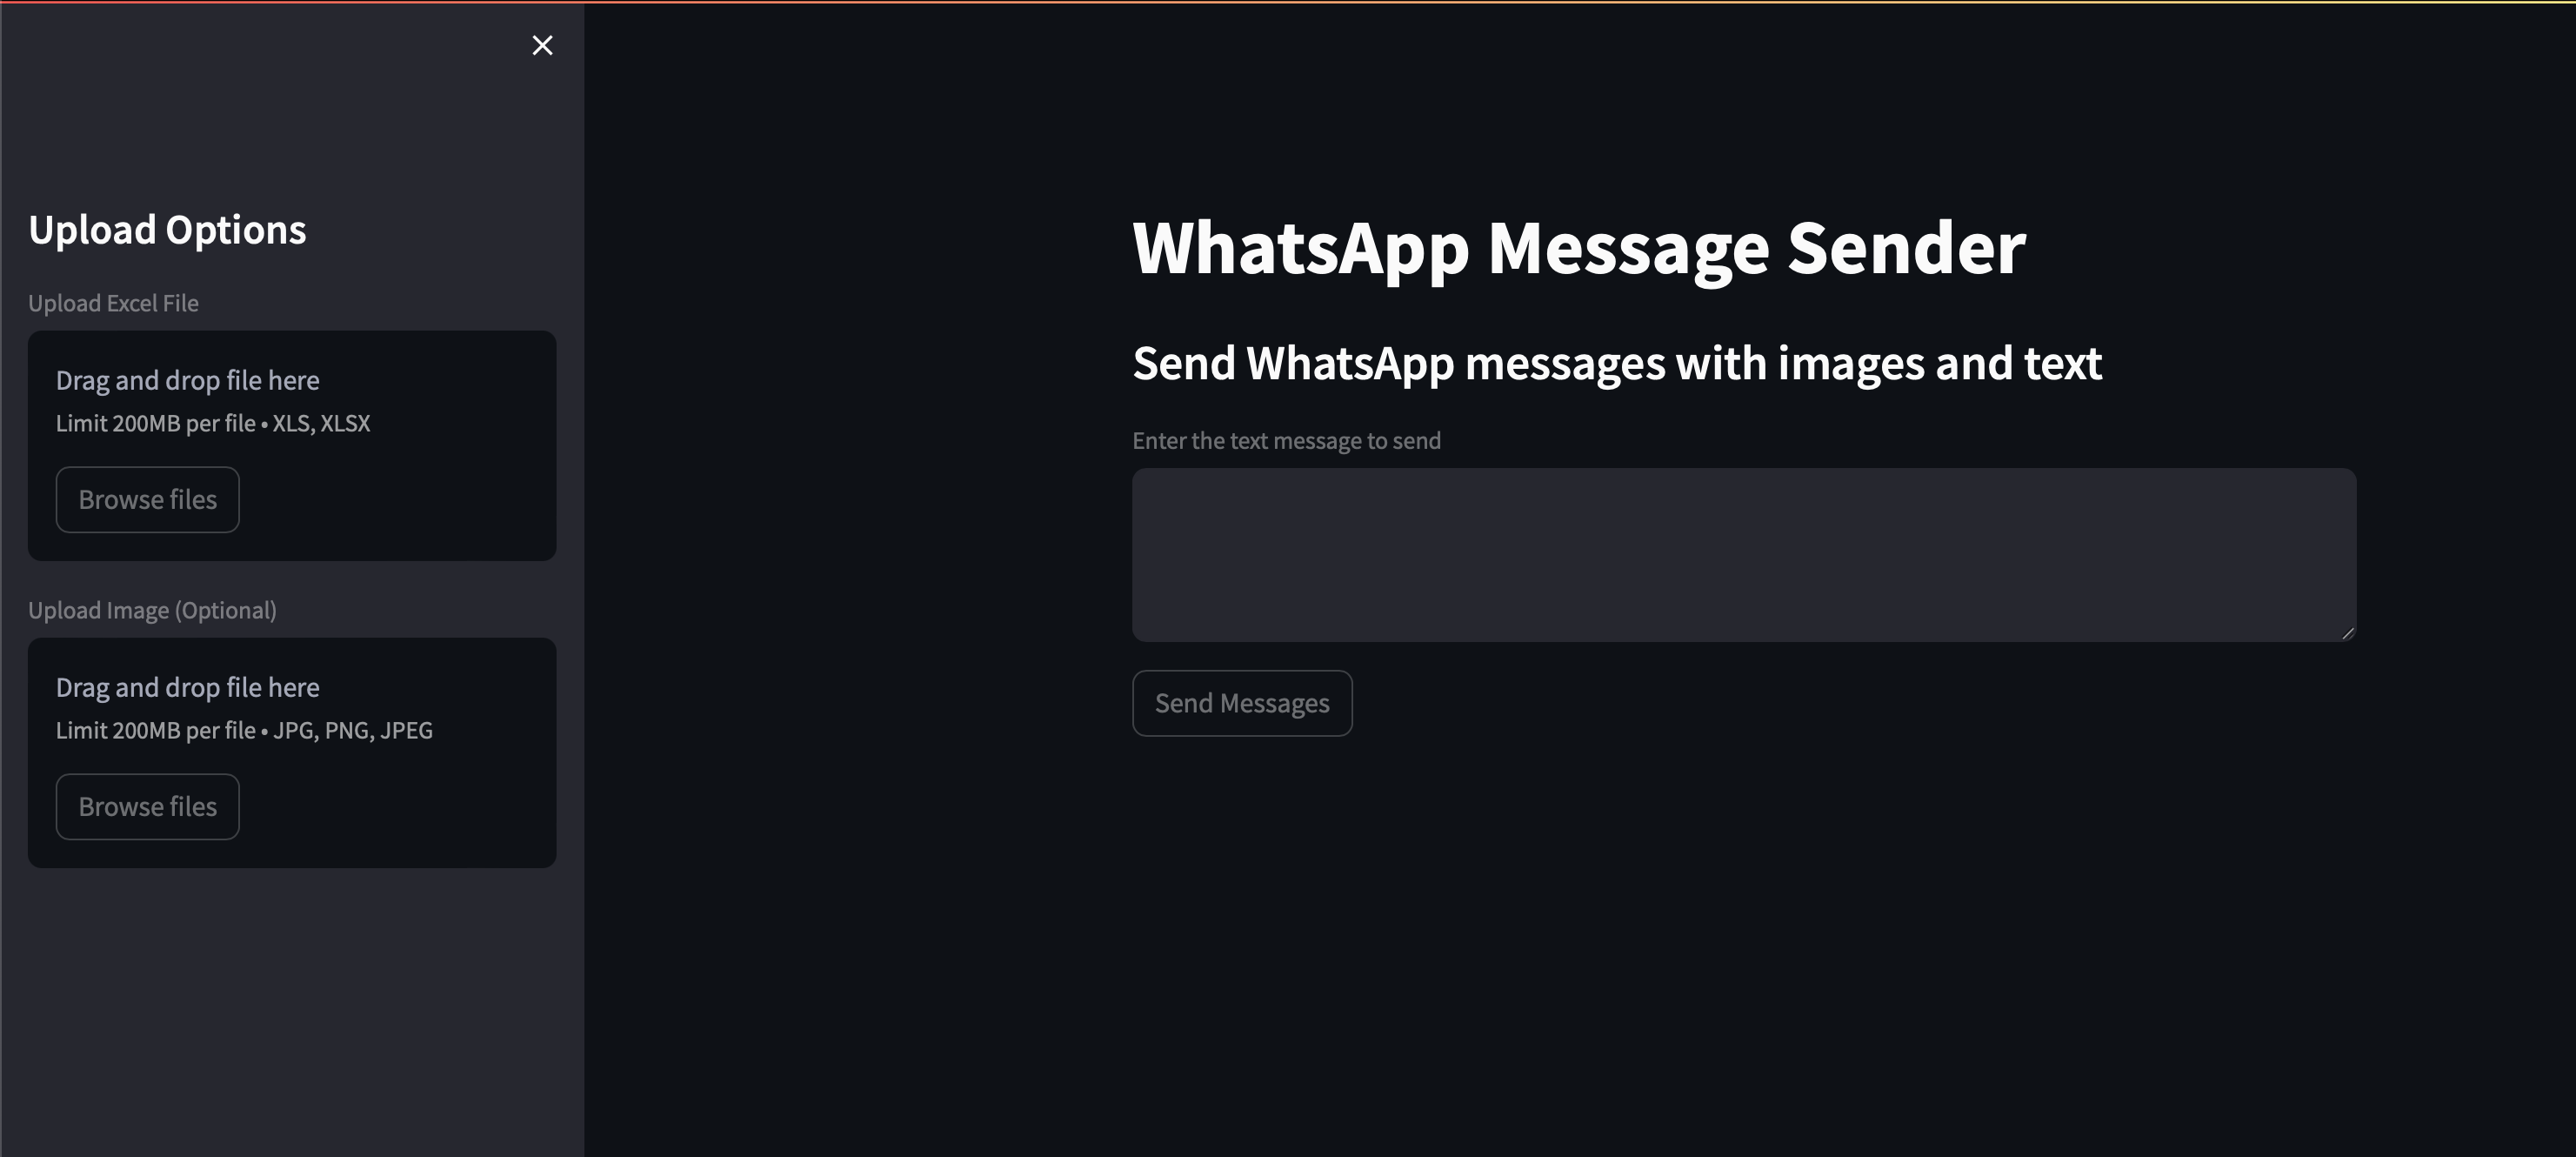 Upload Options
Upload Excel File
Drag and drop file here
Limit 200MB per file • XLS, XLSX
Browse files
Upload Image (Optional)
Drag and drop file here
Limit 200MB per file • JPG, PNG, JPEG
Browse files
WhatsApp Message Sender
Send WhatsApp messages with images and text
Enter the text message to send
Send Messages